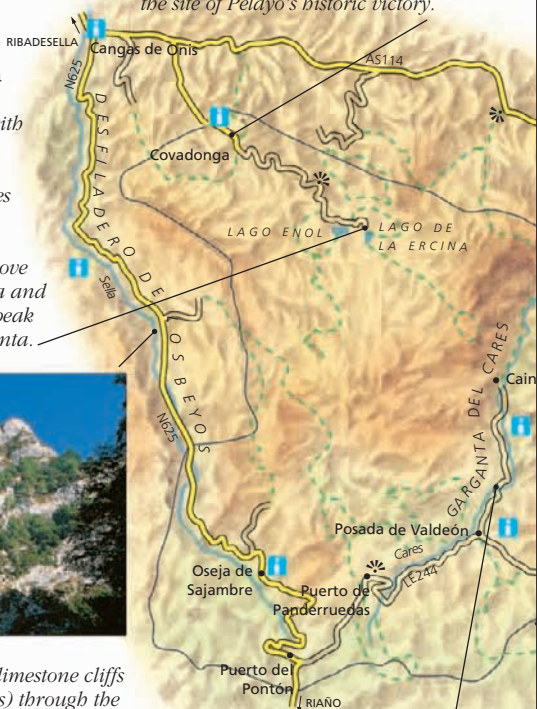 the site of Pelayo's historic victory.
RIBADESELLA
Cangas de Onís
N625
AS114
ith
Covadonga
es
DESFILADERO DE
LOS BEYOS
LAGO ENOL
LAGO DE
LA ERCINA
ove
a and
peak
nta.
Sella
Cain
GARGANTA DEL CARES
N625
Posada de Valdeón
Cares
LE244
Oseja de
Sajambre
Puerto de
Panderruedas
Puerto del
Pontón
RIAÑO
limestone cliffs
s) through the